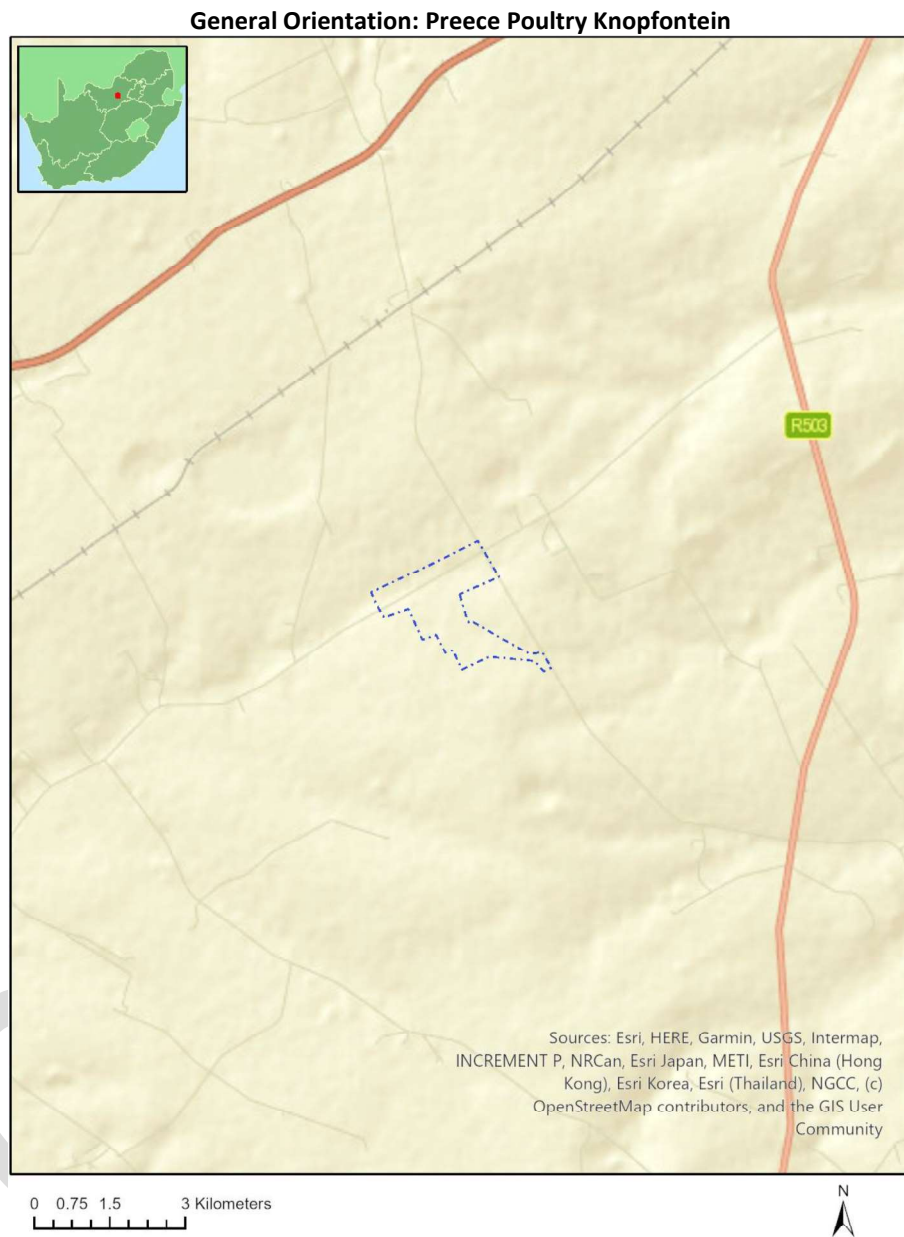 General Orientation: Preece Poultry Knopfontein
R503
Sources: Esri, HERE, Garmin, USGS, Intermap,
INCREMENT P, NRCan, Esri Japan, METI, Esri China (Hong
Kong), Esri Korea, Esri (Thailand), NGCC, (c)
OpenStreetMap contributors, and the GIS User
Community
0 0.75 1.5 3 Kilometers
N